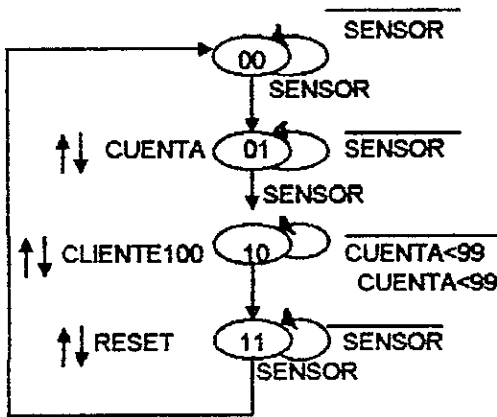 SENSOR
00
SENSOR
CUENTA 01 SENSOR
SENSOR
CLIENTE100 10 CUENTA<99
CUENTA<99
RESET 11 SENSOR
SENSOR